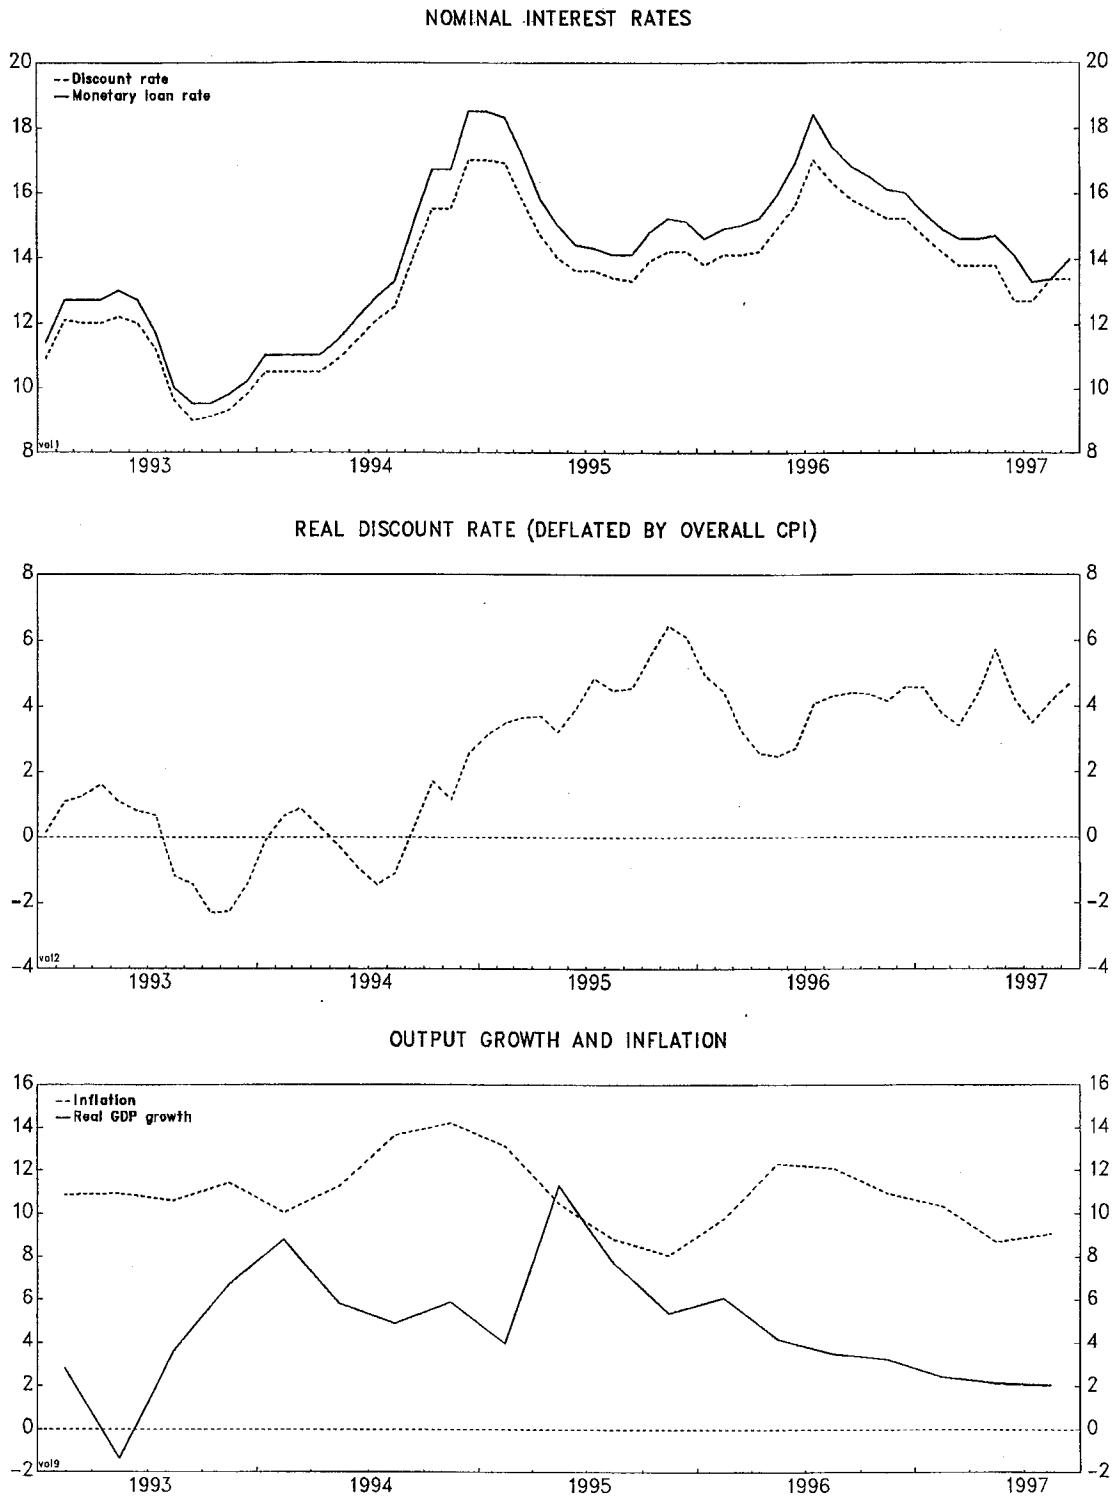 NOMINAL INTEREST RATES
20 20
--Discount rate
— Monetary loan rate
18 18
16 16
14 14
12 12
10 10
8 vol1 8
1993 1994 1995 1996 1997
REAL DISCOUNT RATE (DEFLATED BY OVERALL CPI)
8 8
6 6
4 4
2 2
0 0
-2 -2
-4 vol2 -4
1993 1994 1995 1996 1997
OUTPUT GROWTH AND INFLATION
16 16
--Inflation
—Real GDP growth
14 14
12 12
10 10
8 8
6 6
4 4
2 2
0 0
-2 vol9 -2
1993 1994 1995 1996 1997